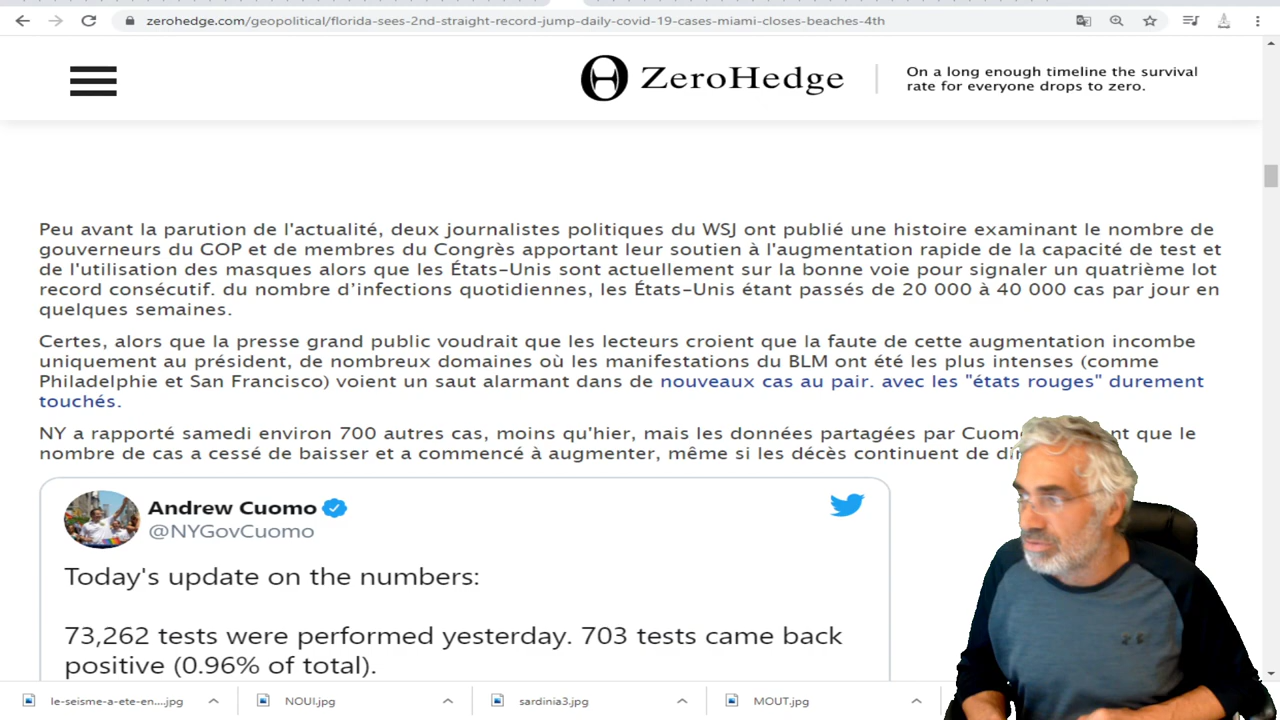 zerohedge.com/geopolitical/florida-sees-2nd-straight-record-jump-daily-covid-19-cases-miami-closes-beaches-4th
ZeroHedge
On a long enough timeline the survival
rate for everyone drops to zero.
Peu avant la parution de l'actualité, deux journalistes politiques du WSJ ont publié une histoire examinant le nombre de
gouverneurs du GOP et de membres du Congrès apportant leur soutien à l'augmentation rapide de la capacité de test et
de l'utilisation des masques alors que les États-Unis sont actuellement sur la bonne voie pour signaler un quatrième lot
record consécutif. du nombre d'infections quotidiennes, les États-Unis étant passés de 20 000 à 40 000 cas par jour en
quelques semaines.
Certes, alors que la presse grand public voudrait que les lecteurs croient que la faute de cette augmentation incombe
uniquement au président, de nombreux domaines où les manifestations du BLM ont été les plus intenses (comme
Philadelphie et San Francisco) voient un saut alarmant dans de nouveaux cas au pair. avec les "états rouges" durement
touchés.
NY a rapporté samedi environ 700 autres cas, moins qu'hier, mais les données partagées par que le
nombre de cas a cessé de baisser et a commencé à augmenter, même si les décès continuent de
Andrew Cuomo
@NYGovCuomo
Today's update on the numbers:
73,262 tests were performed yesterday. 703 tests came back
positive (0.96% of total).
le-seisme-a-ete-en....jpg
NOUI.jpg
sardinia3.jpg
MOUT.jpg